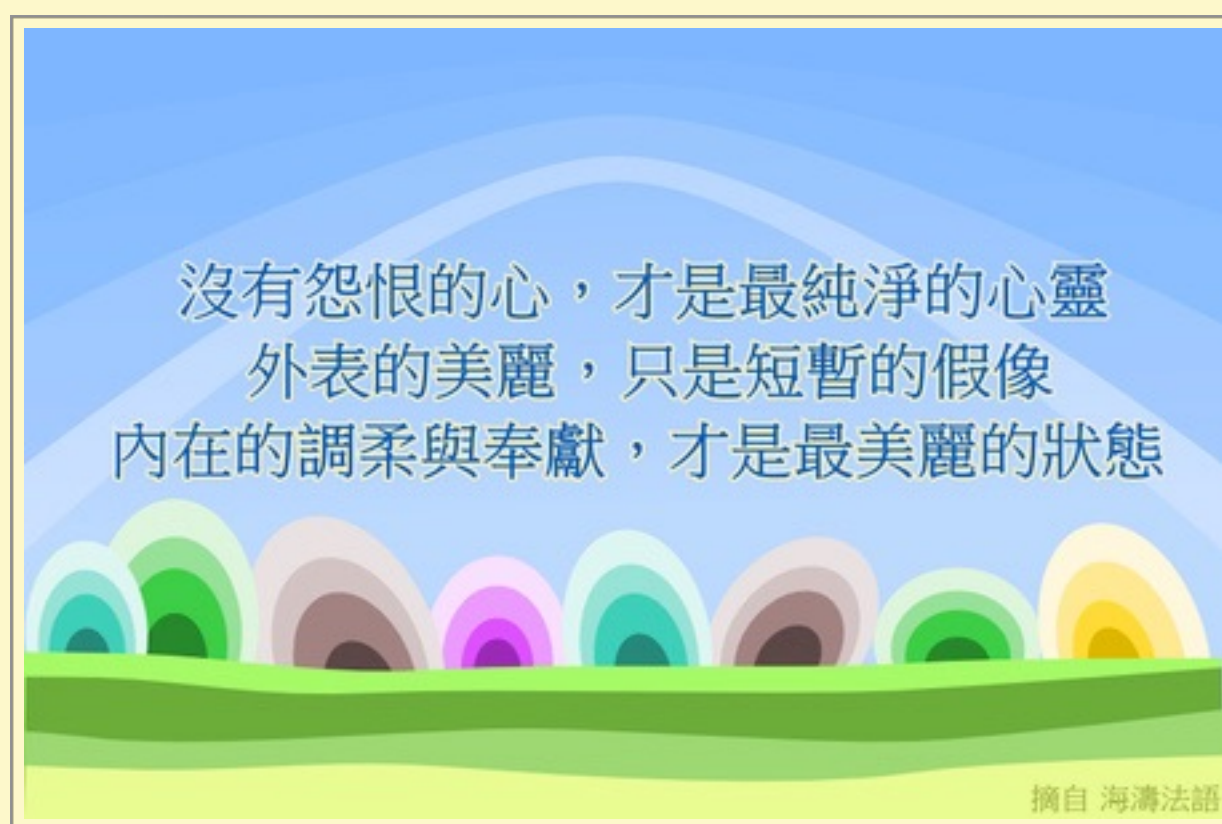 沒有怨恨的心，才是最純淨的心靈
外表的美麗，只是短暫的假像
內在的調柔與奉獻，才是最美麗的狀態
摘自 海濤法語